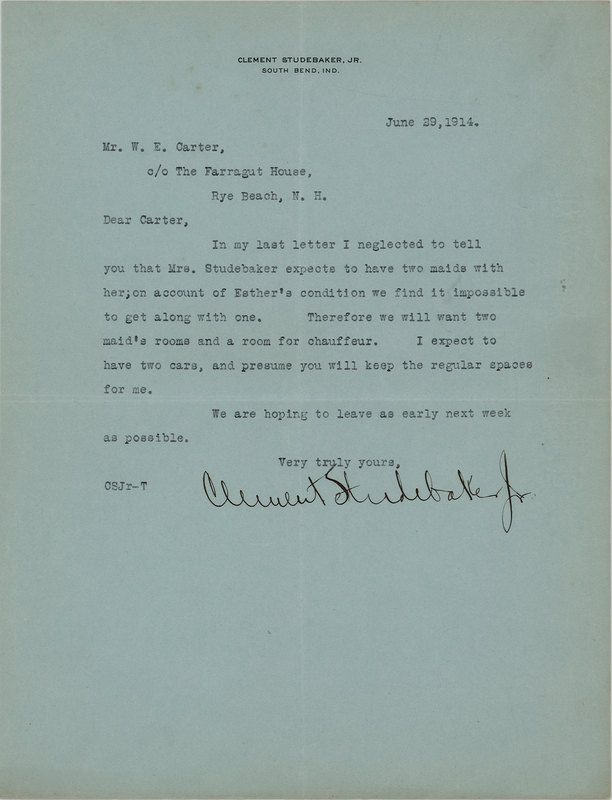 CLEMENT STUDEBAKER, JR.
SOUTH BEND, IND.
June 29,1914.
Mr. W. E. Carter,
c/o The Farragut House,
Rye Beach, N. H.
Dear Carter,
In my last letter I neglected to tell
you that Mrs. Studebaker expects to have two maids with
her;on account of Esther's condition we find it impossible
to get along with one. Therefore we will want two
maid's rooms and a room for chauffeur. I expect to
have two cars, and presume you will keep the regular spaces
for me.
We are hoping to leave as early next week
as possible.
Very truly yours,
CSJr-T
Clement Studebaker Jr.